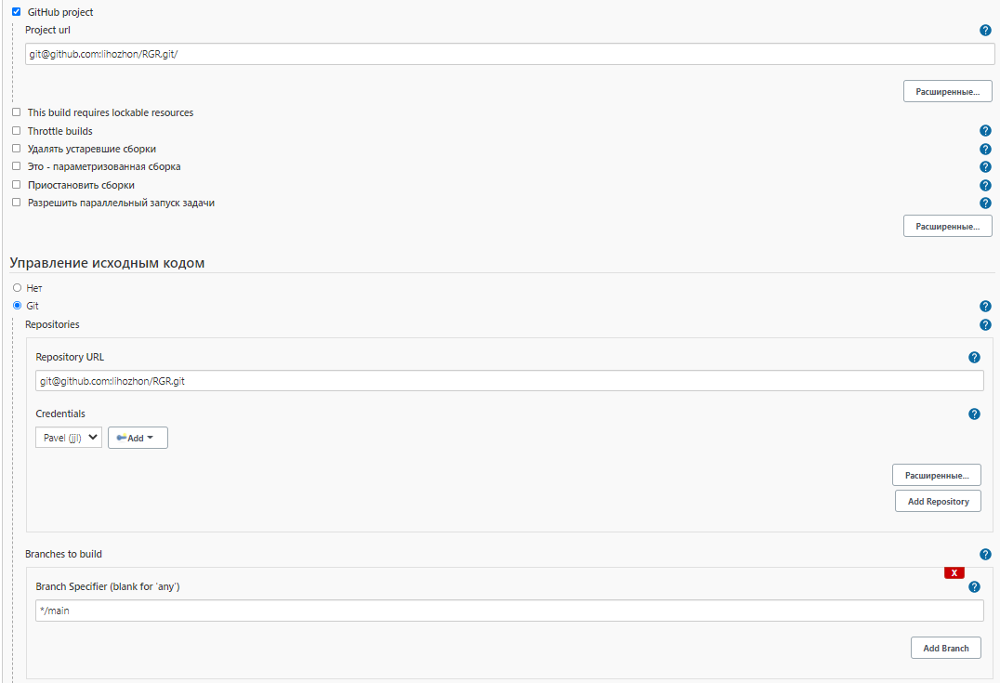 GitHub project
Project url
git@github.com:lihozhon/RGR.git/
Расширенные...
This build requires lockable resources
Throttle builds
Удалять устаревшие сборки
Это - параметризованная сборка
Приостановить сборки
Разрешить параллельный запуск задачи
Расширенные...
Управление исходным кодом
Нет
Git
Repositories
Repository URL
git@github.com:lihozhon/RGR.git
Credentials
Pavel (jjl) Add
Расширенные...
Add Repository
Branches to build
X
Branch Specifier (blank for 'any')
*/main
Add Branch